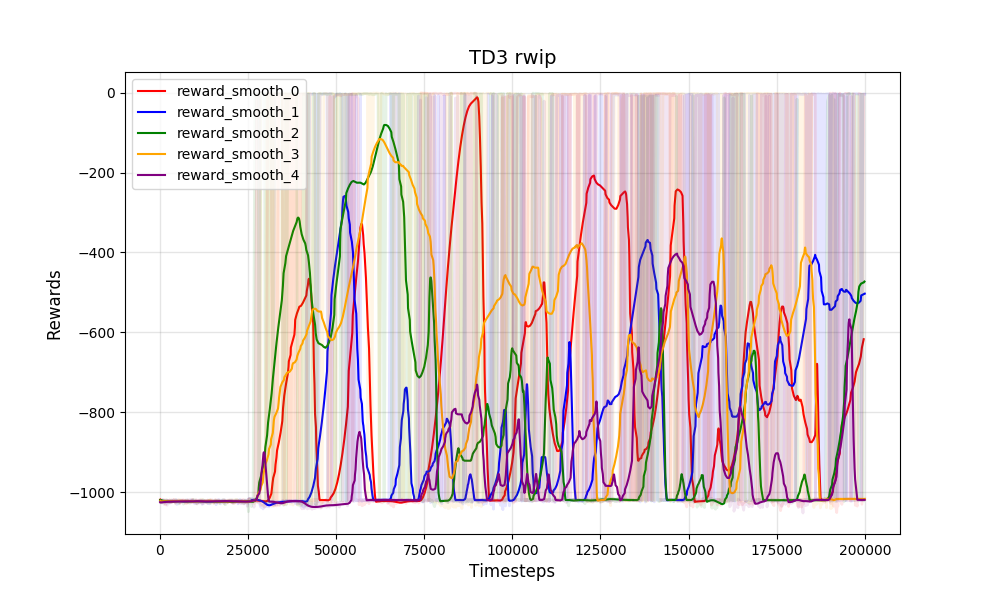 TD3 rwip
reward_smooth_0
reward_smooth_1
reward_smooth_2
reward_smooth_3
reward_smooth_4
Rewards
0
−200
−400
−600
−800
−1000
0 25000 50000 75000 100000 125000 150000 175000 200000
Timesteps